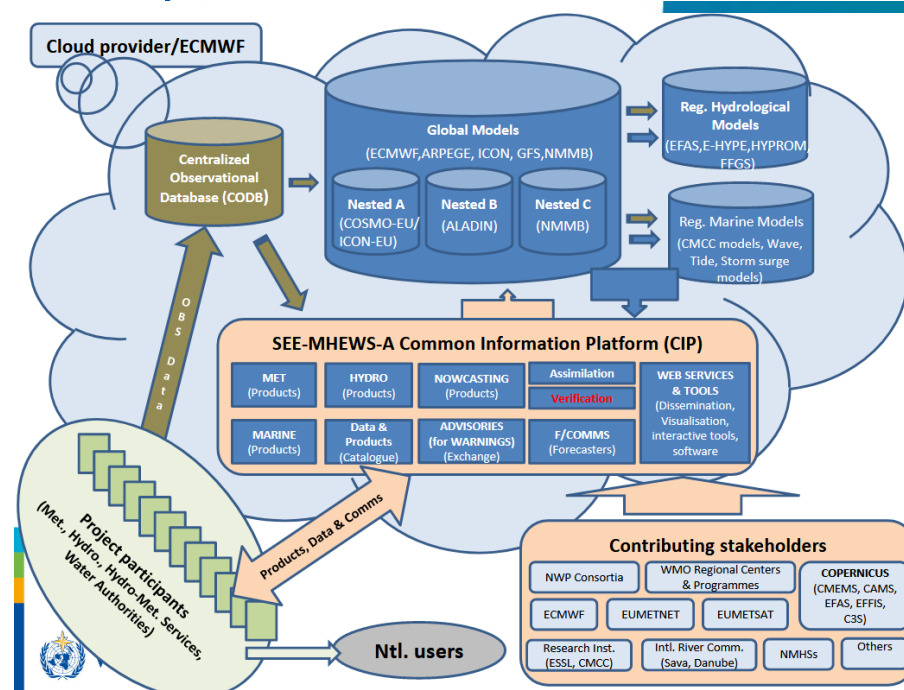 Cloud provider/ECMWF
Centralized
Observational
Database (CODB)
Global Models
(ECMWF,ARPEGE, ICON, GFS,NMMB)
Nested A
(COSMO-EU/
ICON-EU)
Nested B
(ALADIN)
Nested C
(NMMB)
Reg. Hydrological
Models
(EFAS,E-HYPE,HYPROM,
FFGS)
Reg. Marine Models
(CMCC models, Wave,
Tide, Storm surge
models)
OBS Data
SEE-MHEWS-A Common Information Platform (CIP)
MET
(Products)
HYDRO
(Products)
NOWCASTING
(Products)
Assimilation
Verification
WEB SERVICES
& TOOLS
(Dissemination,
Visualisation,
interactive tools,
software
MARINE
(Products)
Data &
Products
(Catalogue)
ADVISORIES
(for WARNINGS)
(Exchange)
F/COMMS
(Forecasters)
Products, Data & Comms
Project participants
(Met., Hydro., Hydro-Met. Services,
Water Authorities)
Ntl. users
Contributing stakeholders
NWP Consortia
WMO Regional Centers
& Programmes
COPERNICUS
(CMEMS, CAMS,
EFAS, EFFIS,
C3S)
ECMWF
EUMETNET
EUMETSAT
Research Inst.
(ESSL, CMCC)
Intl. River Comm.
(Sava, Danube)
NMHSs
Others